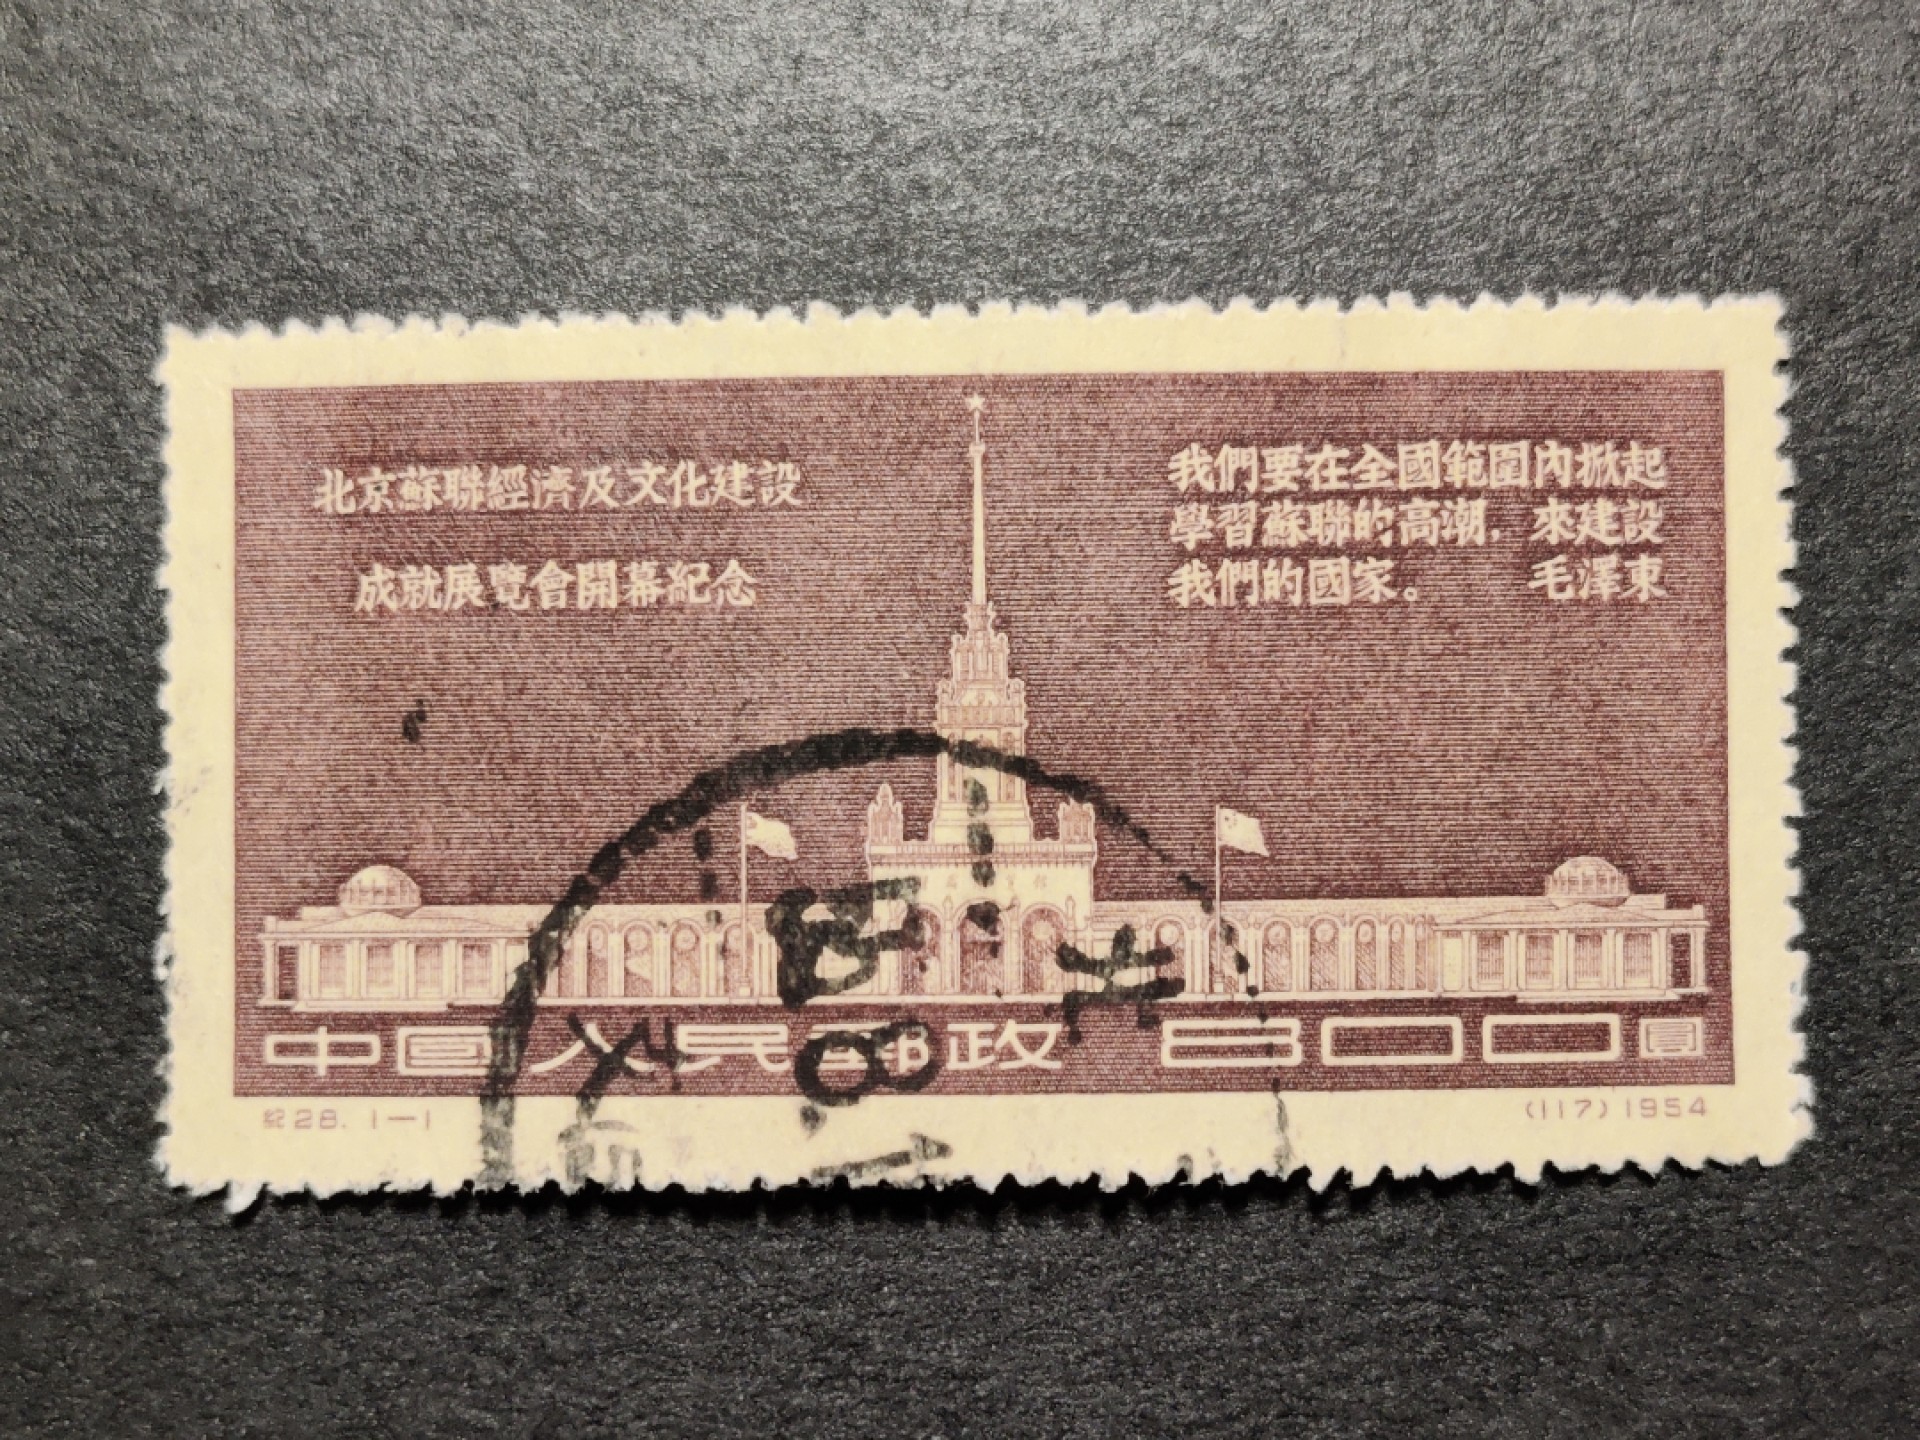 北京蘇聯經濟及文化建設
成就展覽會開幕紀念
我們要在全國範圍內掀起
學習蘇聯的高潮,來建設
我們的國家。 毛澤東
中國人民郵政 800圓
紀28.1—1
(117)1954